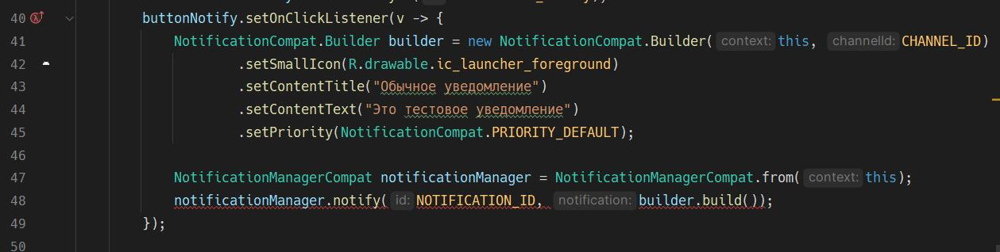 40 buttonNotify.setOnClickListener(v -> {
41 NotificationCompat.Builder builder = new NotificationCompat.Builder( context: this, channelId: CHANNEL_ID)
42 .setSmallIcon(R.drawable.ic_launcher_foreground)
43 .setContentTitle("Обычное уведомление")
44 .setContentText("Это тестовое уведомление")
45 .setPriority(NotificationCompat.PRIORITY_DEFAULT);
46
47 NotificationManagerCompat notificationManager = NotificationManagerCompat.from( context: this);
48 notificationManager.notify( id: NOTIFICATION_ID, notification: builder.build());
49 });
50